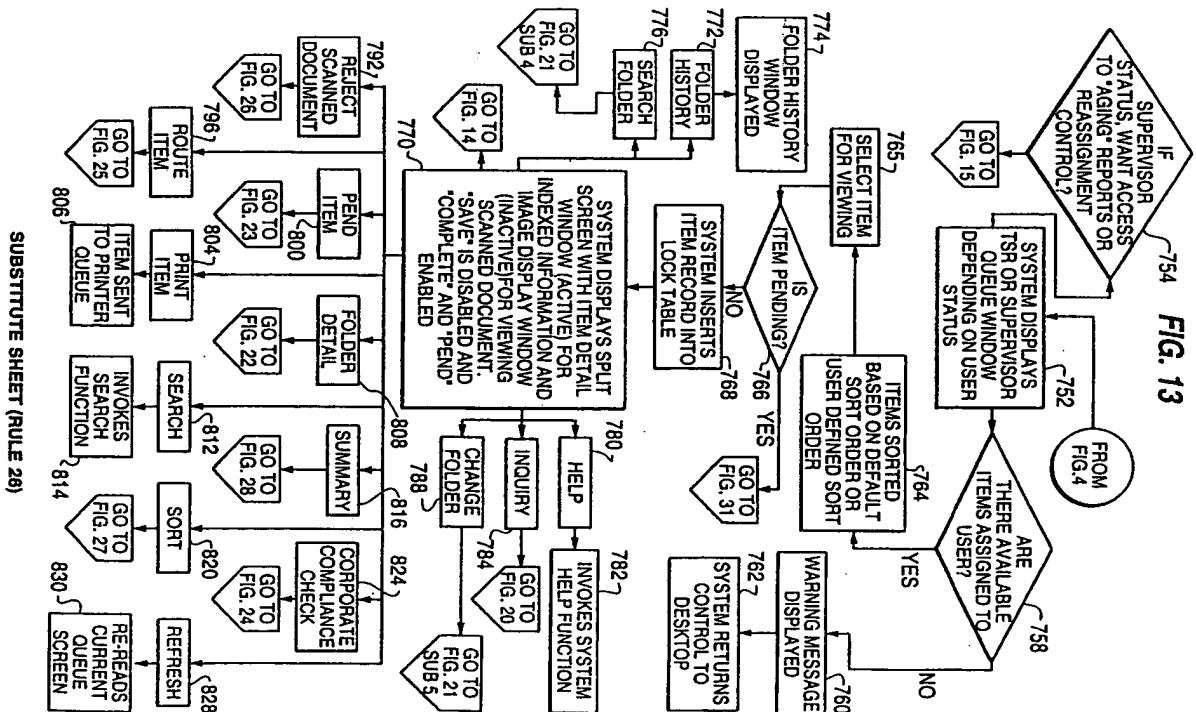 FIG. 13
FROM
FIG.4
SYSTEM DISPLAYS
TSR OR SUPERVISOR
QUEUE WINDOW
DEPENDING ON USER
STATUS
752
IF
SUPERVISOR
STATUS, WANT ACCESS
TO "AGING" REPORTS OR
REASSIGNMENT
CONTROL?
754
GO TO
FIG. 15
ARE
THERE AVAILABLE
ITEMS ASSIGNED TO
USER?
758
NO
WARNING MESSAGE
DISPLAYED
760
SYSTEM RETURNS
CONTROL TO
DESKTOP
762
YES
ITEMS SORTED
BASED ON DEFAULT
SORT ORDER OR
USER DEFINED SORT
ORDER
764
765
SELECT ITEM
FOR VIEWING
IS
ITEM PENDING?
766
YES
GO TO
FIG. 31
NO
SYSTEM INSERTS
ITEM RECORD INTO
LOCK TABLE
768
770
SYSTEM DISPLAYS SPLIT
SCREEN WITH ITEM DETAIL
WINDOW (ACTIVE) FOR
INDEXED INFORMATION AND
IMAGE DISPLAY WINDOW
(INACTIVE)FOR VIEWING
SCANNED DOCUMENT.
"SAVE" IS DISABLED AND
"COMPLETE" AND "PEND"
ENABLED
GO TO
FIG. 14
772
FOLDER
HISTORY
774
FOLDER HISTORY
WINDOW
DISPLAYED
776
SEARCH
FOLDER
GO TO
FIG. 21
SUB 4
780
HELP
782
INVOKES SYSTEM
HELP FUNCTION
INQUIRY
784
GO TO
FIG. 20
CHANGE
FOLDER
788
GO TO
FIG. 21
SUB 5
792
REJECT
SCANNED
DOCUMENT
GO TO
FIG. 26
796
ROUTE
ITEM
GO TO
FIG. 25
PEND
ITEM
800
GO TO
FIG. 23
804
PRINT
ITEM
806
ITEM SENT
TO PRINTER
QUEUE
FOLDER
DETAIL
808
GO TO
FIG. 22
SEARCH
812
INVOKES
SEARCH
FUNCTION
814
SUMMARY
816
GO TO
FIG. 28
SORT
820
GO TO
FIG. 27
824
CORPORATE
COMPLIANCE
CHECK
GO TO
FIG. 24
REFRESH
828
830
RE-READS
CURRENT
QUEUE
SCREEN
SUBSTITUTE SHEET (RULE 28)